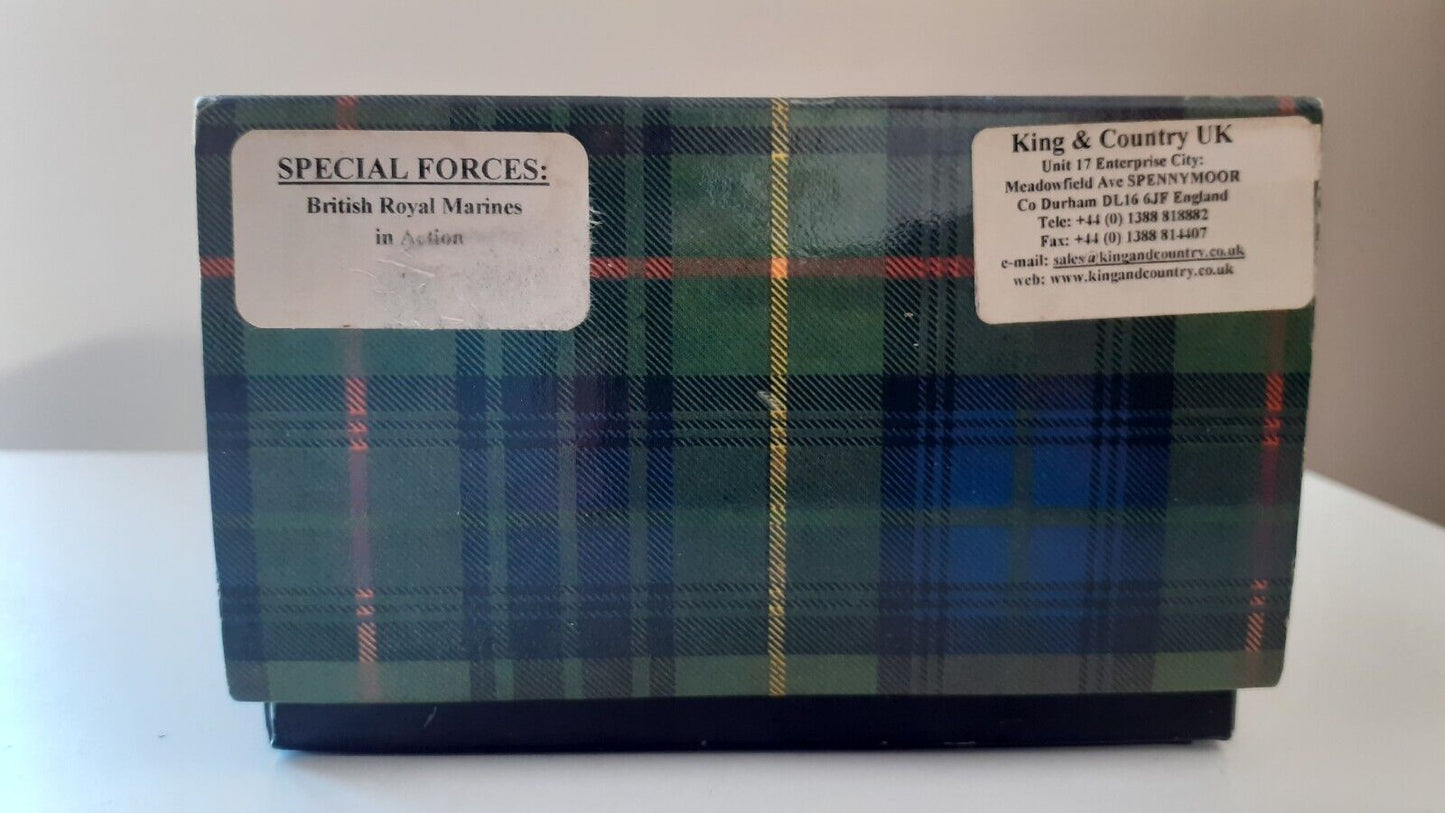 SPECIAL FORCES:
British Royal Marines
in Action
King & Country UK
Unit 17 Enterprise City:
Meadowfield Ave SPENNYMOOR
Co Durham DL16 6JF England
Tele: +44 (0) 1388 818882
Fax: +44 (0) 1388 814407
e-mail: sales@kingandcountry.co.uk
web: www.kingandcountry.co.uk